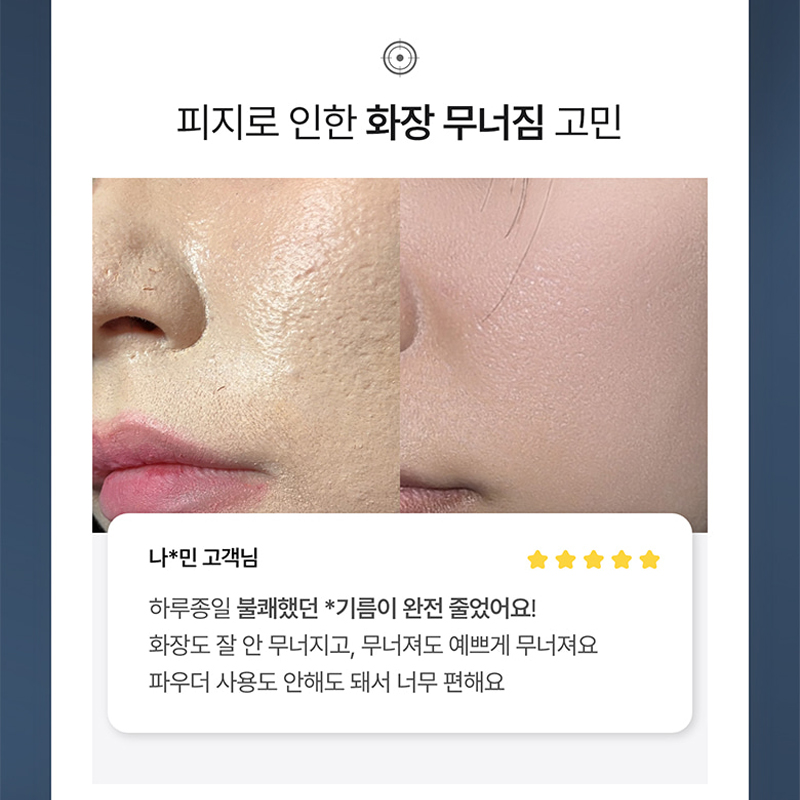 피지로 인한 화장 무너짐 고민
나*민 고객님
하루종일 불쾌했던 *기름이 완전 줄었어요!
화장도 잘 안 무너지고, 무너져도 예쁘게 무너져요
파우더 사용도 안해도 돼서 너무 편해요